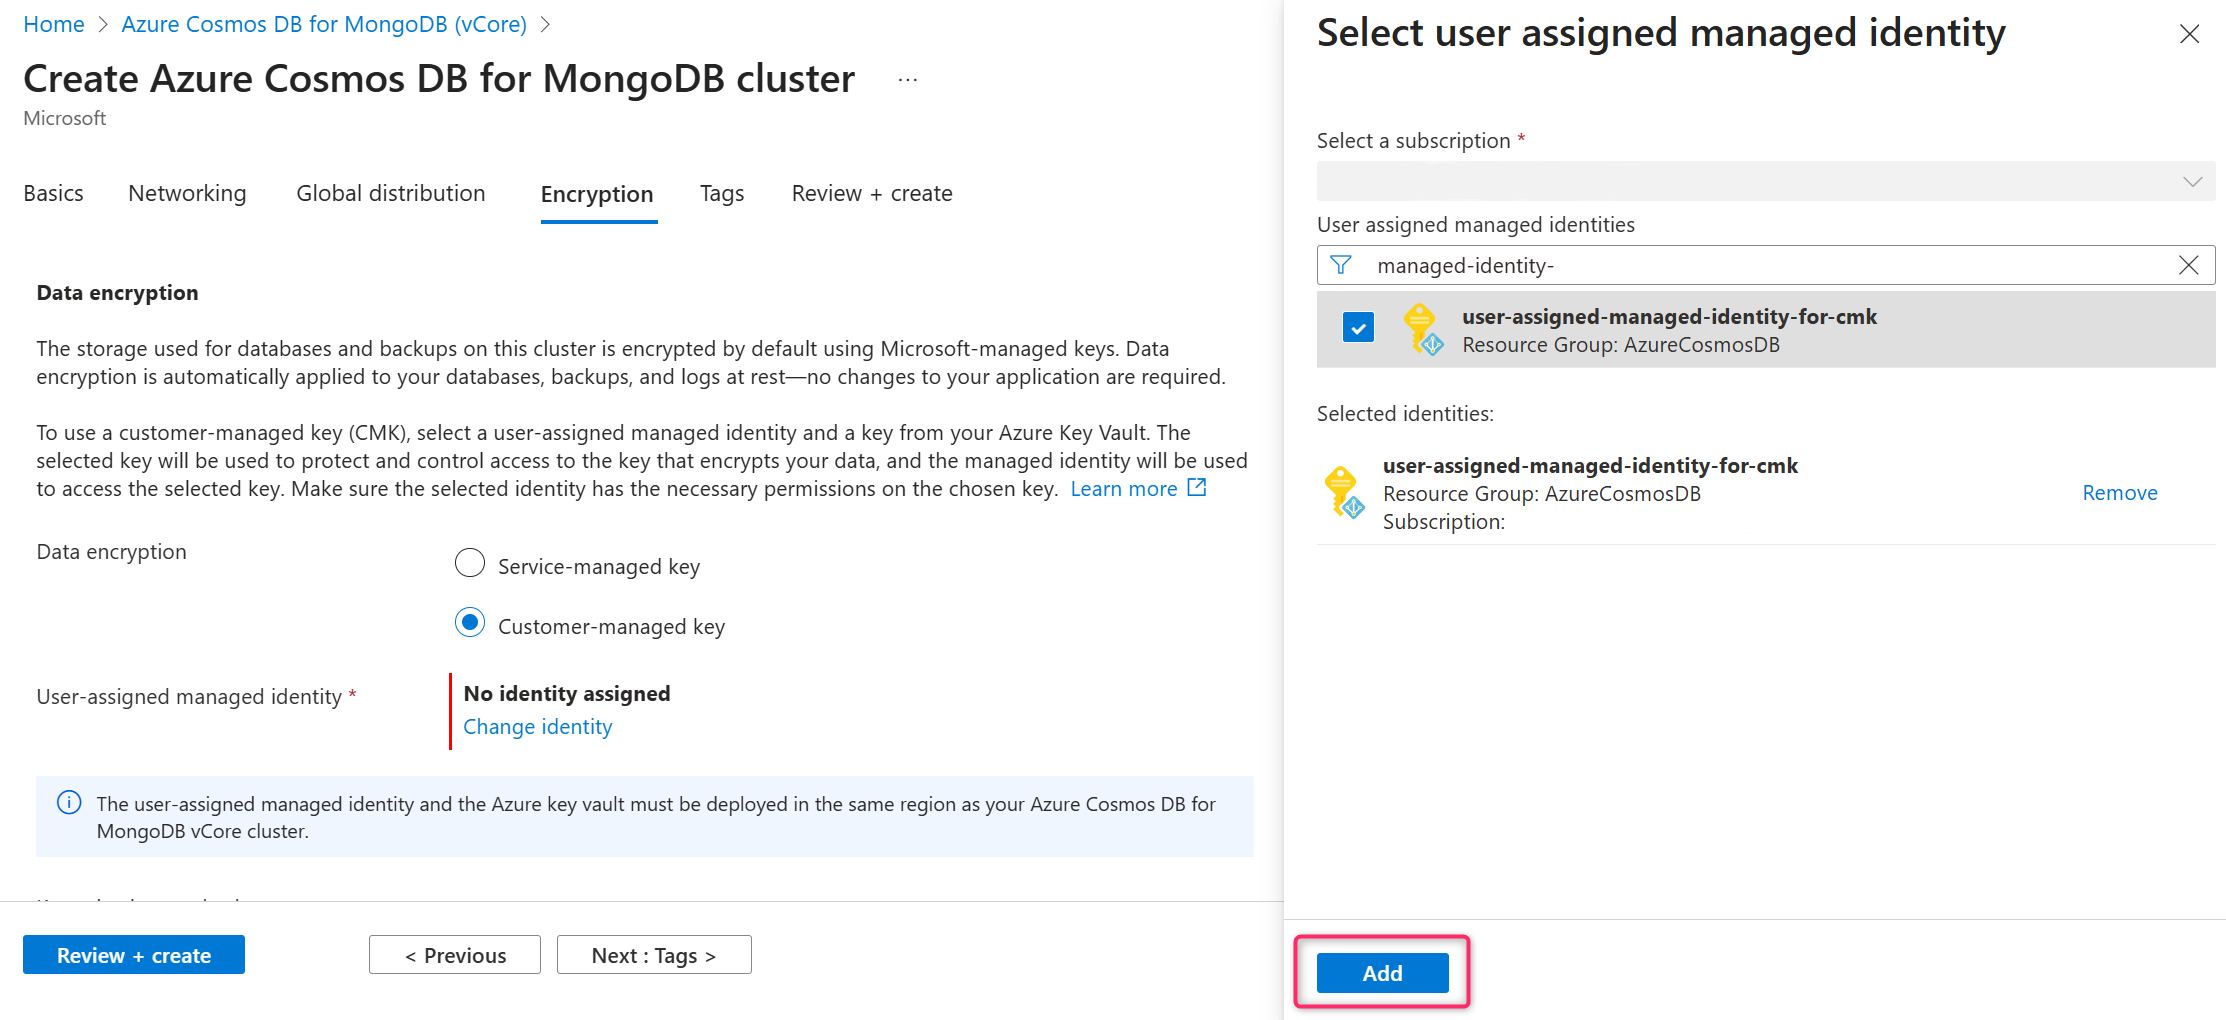 Home > Azure Cosmos DB for MongoDB (vCore) >
Create Azure Cosmos DB for MongoDB cluster ...
Microsoft
Basics Networking Global distribution Encryption Tags Review + create
Data encryption
The storage used for databases and backups on this cluster is encrypted by default using Microsoft-managed keys. Data
encryption is automatically applied to your databases, backups, and logs at rest—no changes to your application are required.
To use a customer-managed key (CMK), select a user-assigned managed identity and a key from your Azure Key Vault. The
selected key will be used to protect and control access to the key that encrypts your data, and the managed identity will be used
to access the selected key. Make sure the selected identity has the necessary permissions on the chosen key. Learn more
Data encryption
Service-managed key
Customer-managed key
User-assigned managed identity *
No identity assigned
Change identity
The user-assigned managed identity and the Azure key vault must be deployed in the same region as your Azure Cosmos DB for
MongoDB vCore cluster.
Review + create
< Previous
Next : Tags >
Select user assigned managed identity
Select a subscription *
User assigned managed identities
managed-identity-
user-assigned-managed-identity-for-cmk
Resource Group: AzureCosmosDB
Selected identities:
user-assigned-managed-identity-for-cmk
Resource Group: AzureCosmosDB
Subscription:
Remove
Add